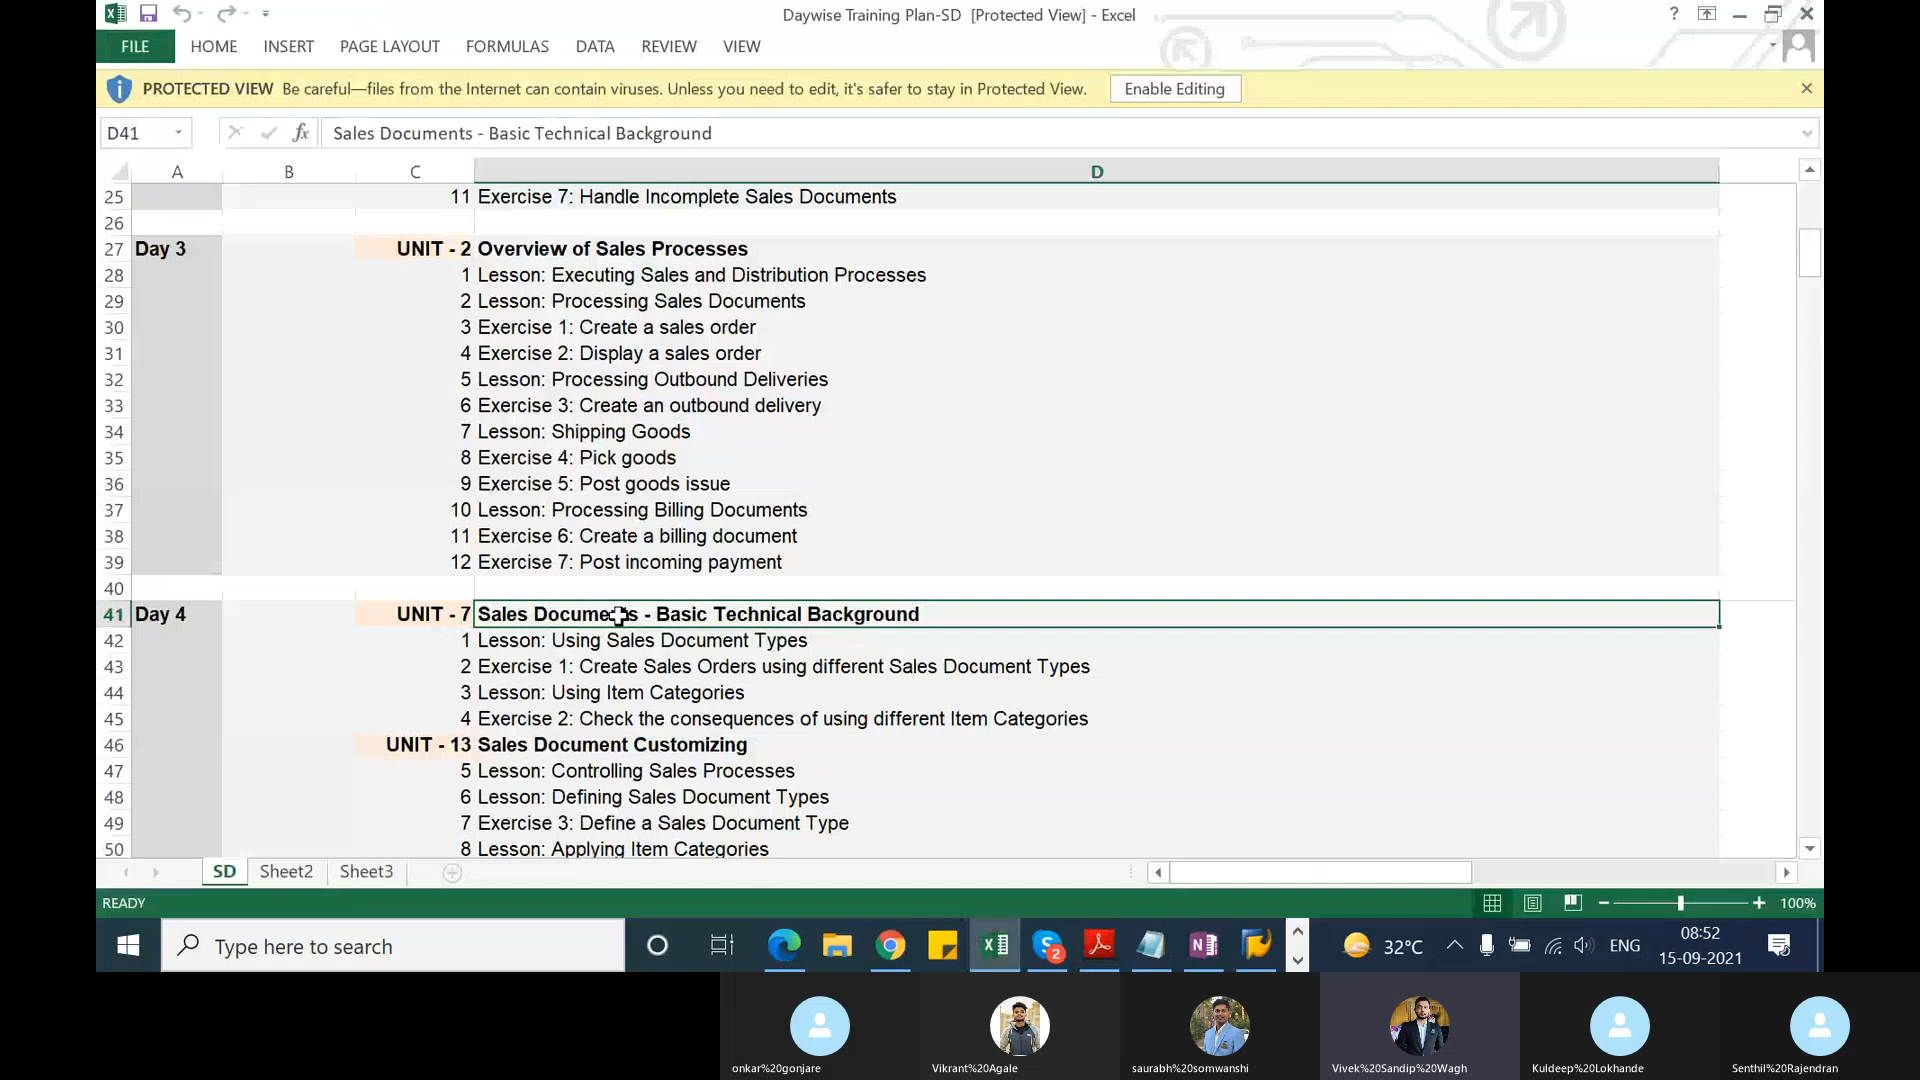 Daywise Training Plan-SD [Protected View] - Excel
?
FILE HOME INSERT PAGE LAYOUT FORMULAS DATA REVIEW VIEW
PROTECTED VIEW Be careful—files from the Internet can contain viruses. Unless you need to edit, it's safer to stay in Protected View. Enable Editing
D41 fx Sales Documents - Basic Technical Background
A B C D
25 11 Exercise 7: Handle Incomplete Sales Documents
26
27 Day 3 UNIT - 2 Overview of Sales Processes
28 1 Lesson: Executing Sales and Distribution Processes
29 2 Lesson: Processing Sales Documents
30 3 Exercise 1: Create a sales order
31 4 Exercise 2: Display a sales order
32 5 Lesson: Processing Outbound Deliveries
33 6 Exercise 3: Create an outbound delivery
34 7 Lesson: Shipping Goods
35 8 Exercise 4: Pick goods
36 9 Exercise 5: Post goods issue
37 10 Lesson: Processing Billing Documents
38 11 Exercise 6: Create a billing document
39 12 Exercise 7: Post incoming payment
40
41 Day 4 UNIT - 7 Sales Documents - Basic Technical Background
42 1 Lesson: Using Sales Document Types
43 2 Exercise 1: Create Sales Orders using different Sales Document Types
44 3 Lesson: Using Item Categories
45 4 Exercise 2: Check the consequences of using different Item Categories
46 UNIT - 13 Sales Document Customizing
47 5 Lesson: Controlling Sales Processes
48 6 Lesson: Defining Sales Document Types
49 7 Exercise 3: Define a Sales Document Type
50 8 Lesson: Applying Item Categories
SD Sheet2 Sheet3
READY 100%
Type here to search 2 32°C ENG 08:52
15-09-2021
onkar%20gonjare Vikrant%20Agale saurabh%20somwanshi Vivek%20Sandip%20Wagh Kuldeep%20Lokhande Senthil%20Rajendran